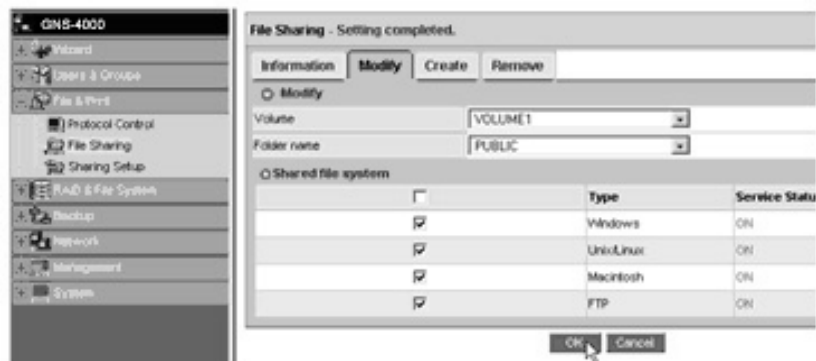 GNS-4000
Wizard
Users & Groups
File & Print
Protocol Control
File Sharing
Sharing Setup
RAID & File System
Backup
Network
Management
System
File Sharing - Setting completed.
Information Modify Create Remove
Modify
Volume VOLUME1
Folder name PUBLIC
Shared file system
Type Service Statu
Windows ON
Unix/Linux ON
Macintosh ON
FTP ON
OK Cancel